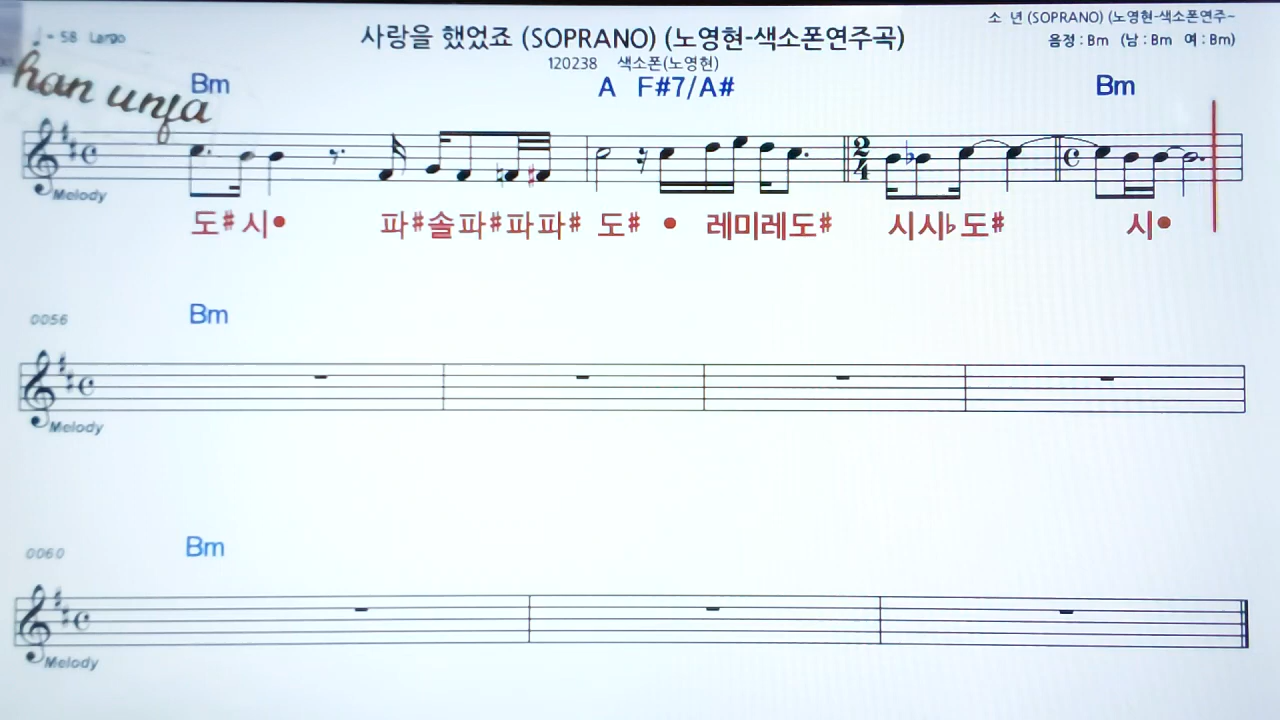 ♩= 58 Largo
사랑을 했었죠 (SOPRANO) (노영현-색소폰연주곡)
소 년 (SOPRANO) (노영현-색소폰연주~
음정 : Bm (남 : Bm 여 : Bm)
120238 색소폰(노영현)
han unja
Bm A F#7/A# Bm
2
4
Melody
도# 시• 파#솔파#파파# 도# • 레미레도# 시시♭도# 시•
0056 Bm
Melody
0060 Bm
Melody